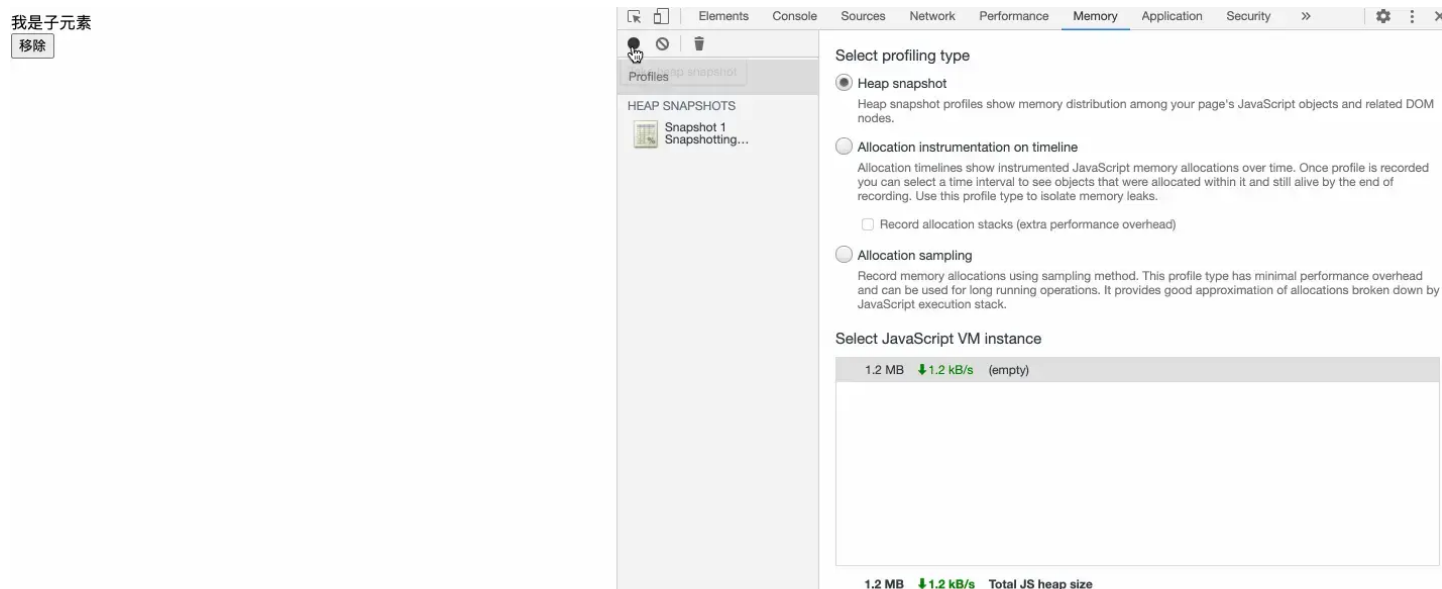 我是子元素
移除
Elements Console Sources Network Performance Memory Application Security »
Profiles
heap snapshot
HEAP SNAPSHOTS
Snapshot 1
Snapshotting…
Select profiling type
Heap snapshot
Heap snapshot profiles show memory distribution among your page's JavaScript objects and related DOM
nodes.
Allocation instrumentation on timeline
Allocation timelines show instrumented JavaScript memory allocations over time. Once profile is recorded
you can select a time interval to see objects that were allocated within it and still alive by the end of
recording. Use this profile type to isolate memory leaks.
Record allocation stacks (extra performance overhead)
Allocation sampling
Record memory allocations using sampling method. This profile type has minimal performance overhead
and can be used for long running operations. It provides good approximation of allocations broken down by
JavaScript execution stack.
Select JavaScript VM instance
1.2 MB 1.2 kB/s (empty)
1.2 MB 1.2 kB/s Total JS heap size